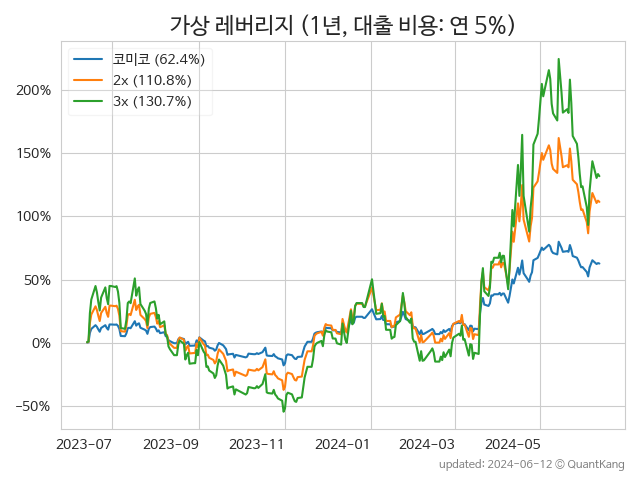 가상 레버리지 (1년, 대출 비용: 연 5%)
코미코 (62.4%)
2x (110.8%)
3x (130.7%)
200%
150%
100%
50%
0%
−50%
2023-07 2023-09 2023-11 2024-01 2024-03 2024-05
updated: 2024-06-12 © QuantKang